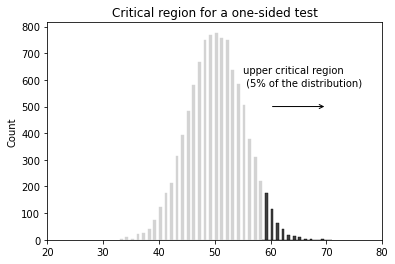 Critical region for a one-sided test
800
700
600
500
400
300
200
100
0
Count
upper critical region
(5% of the distribution)
20 30 40 50 60 70 80